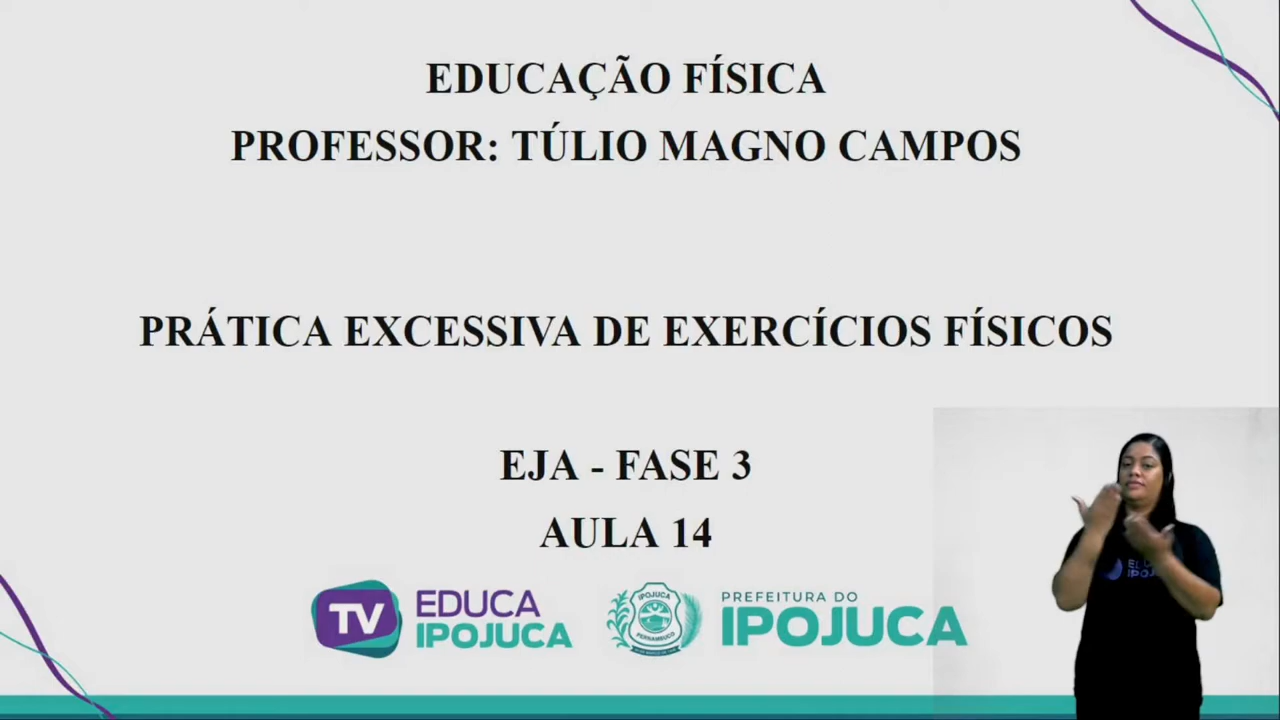 EDUCAÇÃO FÍSICA
PROFESSOR: TÚLIO MAGNO CAMPOS
PRÁTICA EXCESSIVA DE EXERCÍCIOS FÍSICOS
EJA - FASE 3
AULA 14
TV EDUCA
IPOJUCA
IPOJUCA
PERNAMBUCO
PREFEITURA DO
IPOJUCA